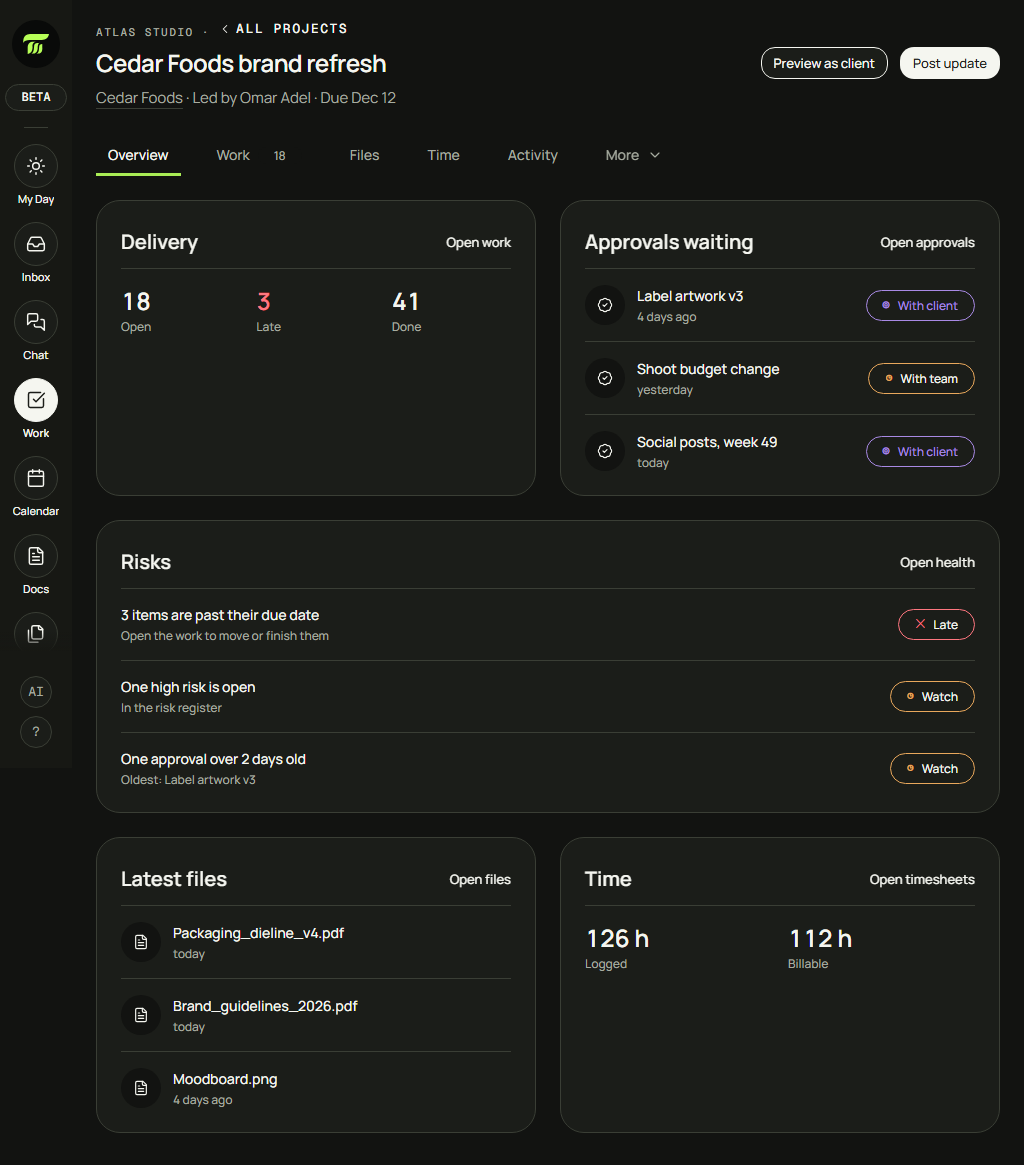 ATLAS STUDIO · ALL PROJECTS
Cedar Foods brand refresh
Preview as client
Post update
Cedar Foods · Led by Omar Adel · Due Dec 12
BETA
My Day
Inbox
Chat
Work
Calendar
Docs
AI
?
Overview
Work 18
Files
Time
Activity
More
Delivery
Open work
18
Open
3
Late
41
Done
Approvals waiting
Open approvals
Label artwork v3
4 days ago
With client
Shoot budget change
yesterday
With team
Social posts, week 49
today
With client
Risks
Open health
3 items are past their due date
Open the work to move or finish them
Late
One high risk is open
In the risk register
Watch
One approval over 2 days old
Oldest: Label artwork v3
Watch
Latest files
Open files
Packaging_dieline_v4.pdf
today
Brand_guidelines_2026.pdf
today
Moodboard.png
4 days ago
Time
Open timesheets
126 h
Logged
112 h
Billable